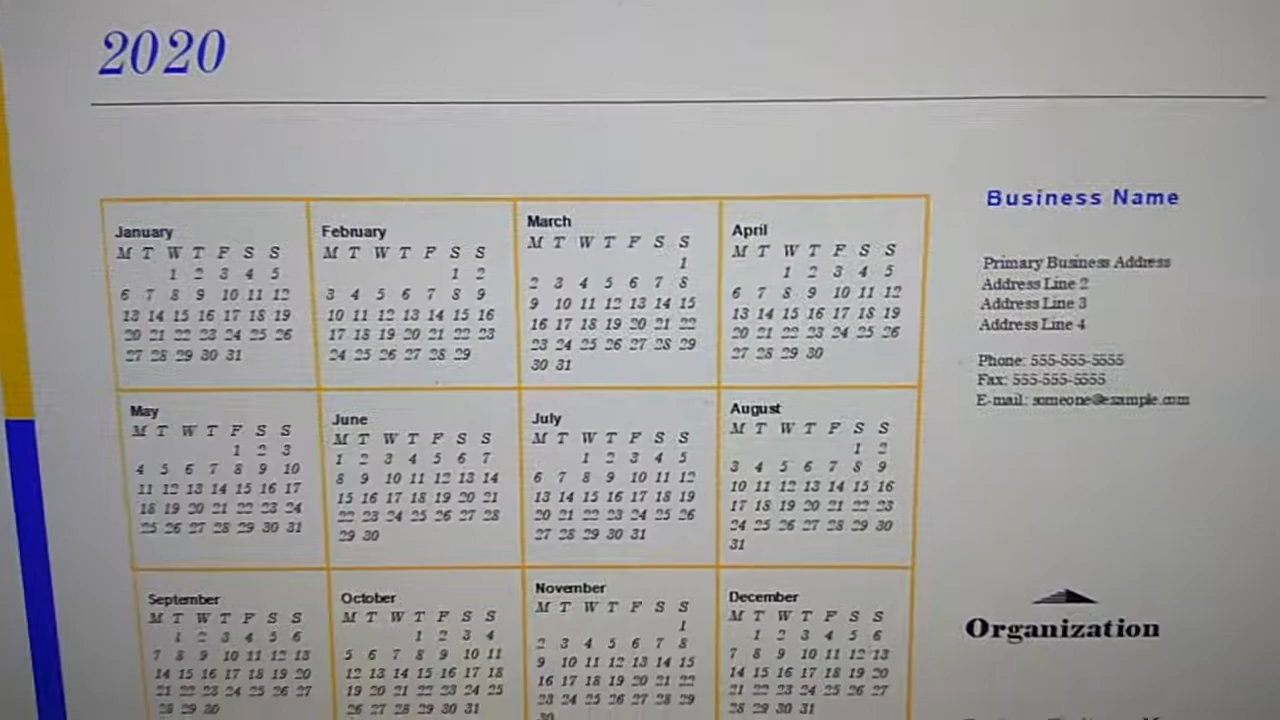 2020
January
M T W T F S S
1 2 3 4 5
6 7 8 9 10 11 12
13 14 15 16 17 18 19
20 21 22 23 24 25 26
27 28 29 30 31
February
M T W T F S S
1 2
3 4 5 6 7 8 9
10 11 12 13 14 15 16
17 18 19 20 21 22 23
24 25 26 27 28 29
March
M T W T F S S
1
2 3 4 5 6 7 8
9 10 11 12 13 14 15
16 17 18 19 20 21 22
23 24 25 26 27 28 29
30 31
April
M T W T F S S
1 2 3 4 5
6 7 8 9 10 11 12
13 14 15 16 17 18 19
20 21 22 23 24 25 26
27 28 29 30
May
M T W T F S S
1 2 3
4 5 6 7 8 9 10
11 12 13 14 15 16 17
18 19 20 21 22 23 24
25 26 27 28 29 30 31
June
M T W T F S S
1 2 3 4 5 6 7
8 9 10 11 12 13 14
15 16 17 18 19 20 21
22 23 24 25 26 27 28
29 30
July
M T W T F S S
1 2 3 4 5
6 7 8 9 10 11 12
13 14 15 16 17 18 19
20 21 22 23 24 25 26
27 28 29 30 31
August
M T W T F S S
1 2
3 4 5 6 7 8 9
10 11 12 13 14 15 16
17 18 19 20 21 22 23
24 25 26 27 28 29 30
31
September
M T W T F S S
1 2 3 4 5 6
7 8 9 10 11 12 13
14 15 16 17 18 19 20
21 22 23 24 25 26 27
28 29 30
October
M T W T F S S
1 2 3 4
5 6 7 8 9 10 11
12 13 14 15 16 17 18
19 20 21 22 23 24 25
26 27 28 29 30 31
November
M T W T F S S
1
2 3 4 5 6 7 8
9 10 11 12 13 14 15
16 17 18 19 20 21 22
23 24 25 26 27 28 29
30
December
M T W T F S S
1 2 3 4 5 6
7 8 9 10 11 12 13
14 15 16 17 18 19 20
21 22 23 24 25 26 27
28 29 30 31
Business Name
Primary Business Address
Address Line 2
Address Line 3
Address Line 4
Phone: 555-555-5555
Fax: 555-555-5555
E-mail: someone@example.com
Organization